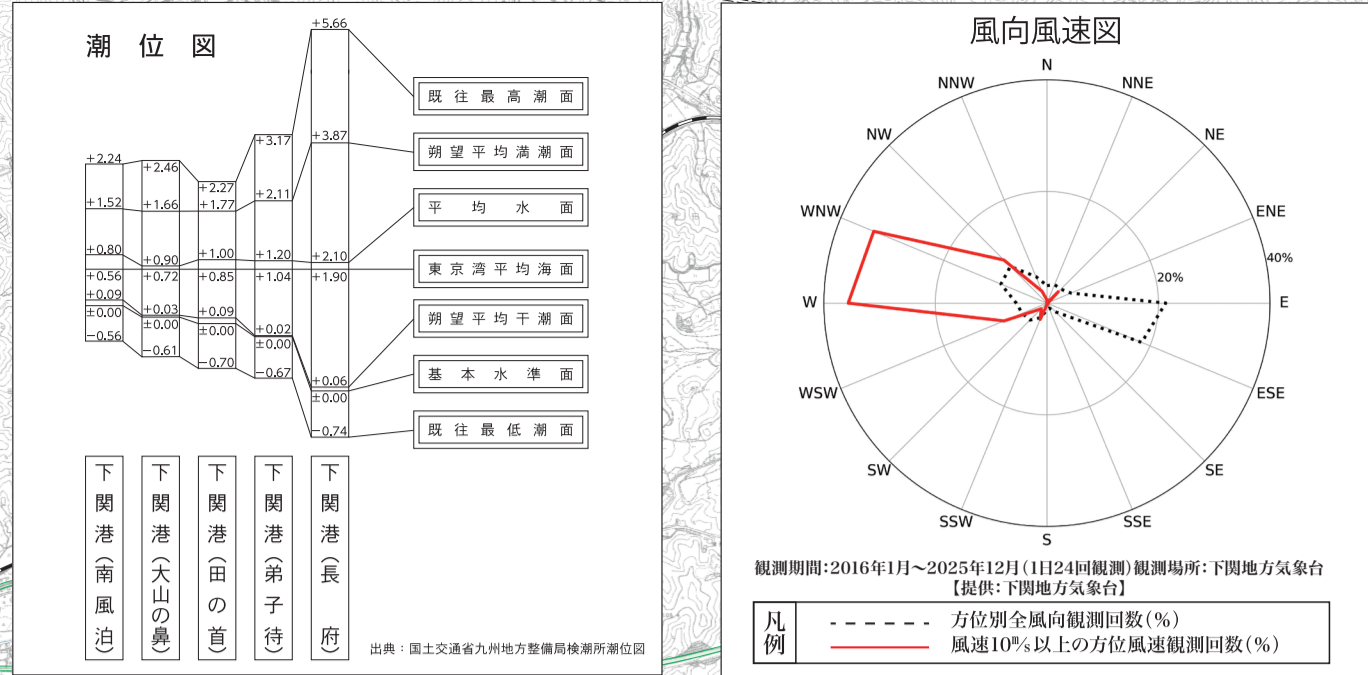 潮位図
+5.66
既往最高潮面
+3.17
+3.87
朔望平均満潮面
+2.24
+2.46
+2.27
+2.11
+1.52
+1.66
+1.77
平均水面
+0.80
+0.90
+1.00
+1.20
+2.10
東京湾平均海面
+0.56
0.72
+0.85
+1.04
+1.90
+0.09
+0.03
+0.09
+0.02
+0.06
朔望平均干潮面
±0.00
±0.00
±0.00
±0.00
±0.00
基本水準面
−0.56
−0.61
−0.70
−0.67
−0.74
既往最低潮面
下関港(南風泊)
下関港(大山の鼻)
下関港(田の首)
下関港(弟子待)
下関港(長府)
出典：国土交通省九州地方整備局検潮所潮位図
風向風速図
N
NNE
NE
ENE
E
ESE
SE
SSE
S
SSW
SW
WSW
W
WNW
NW
NNW
20%
40%
観測期間:2016年1月〜2025年12月(1日24回観測)観測場所:下関地方気象台
【提供:下関地方気象台】
凡例
方位別全風向観測回数(%)
風速10m/s以上の方位風速観測回数(%)